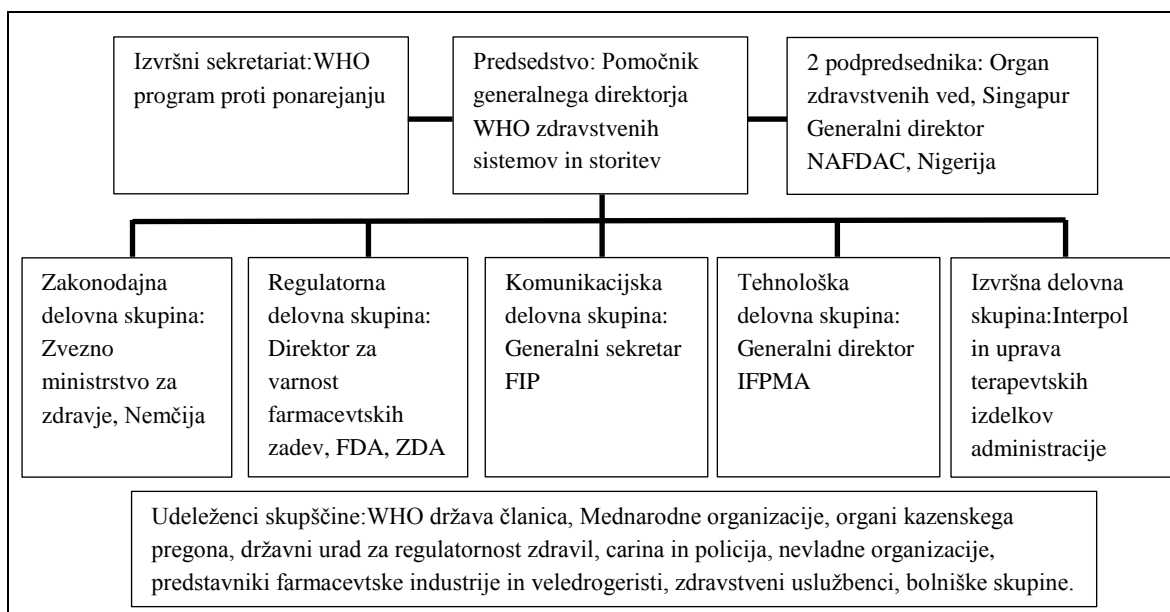 Izvršni sekretariat:WHO
program proti ponarejanju
Predsedstvo: Pomočnik
generalnega direktorja
WHO zdravstvenih
sistemov in storitev
2 podpredsednika: Organ
zdravstvenih ved, Singapur
Generalni direktor
NAFDAC, Nigerija
Zakonodajna
delovna skupina:
Zvezno
ministrstvo za
zdravje, Nemčija
Regulatorna
delovna skupina:
Direktor za
varnost
farmacevtskih
zadev, FDA, ZDA
Komunikacijska
delovna skupina:
Generalni sekretar
FIP
Tehnološka
delovna skupina:
Generalni direktor
IFPMA
Izvršna delovna
skupina:Interpol
in uprava
terapevtskih
izdelkov
administracije
Udeleženci skupščine:WHO država članica, Mednarodne organizacije, organi kazenskega
pregona, državni urad za regulatornost zdravil, carina in policija, nevladne organizacije,
predstavniki farmacevtske industrije in veledrogeristi, zdravstveni uslužbenci, bolniške skupine.